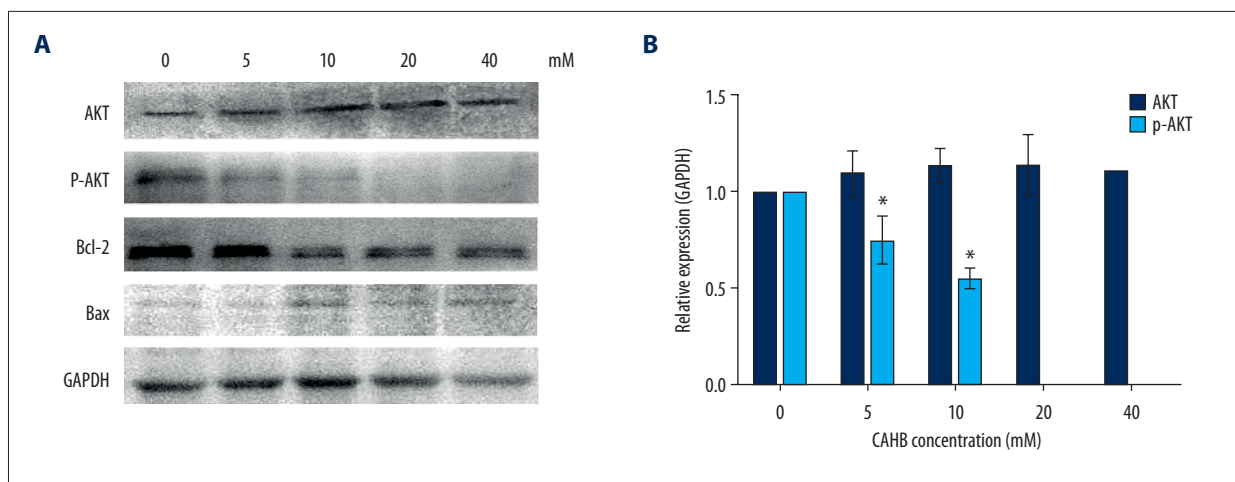 A
0 5 10 20 40 mM
AKT
P-AKT
Bcl-2
Bax
GAPDH
B
AKT
p-AKT
1.5
1.0
0.5
0.0
Relative expression (GAPDH)
*
*
0 5 10 20 40
CAHB concentration (mM)